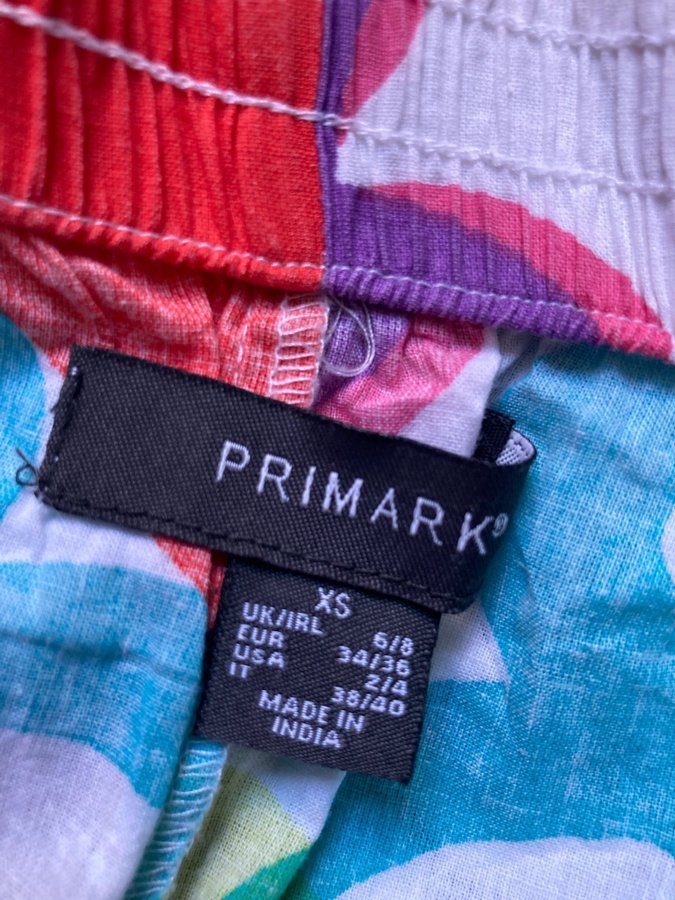 PRIMARK®
XS
UK/IRL 6/8
EUR 34/36
USA 2/4
IT 38/40
MADE IN
INDIA